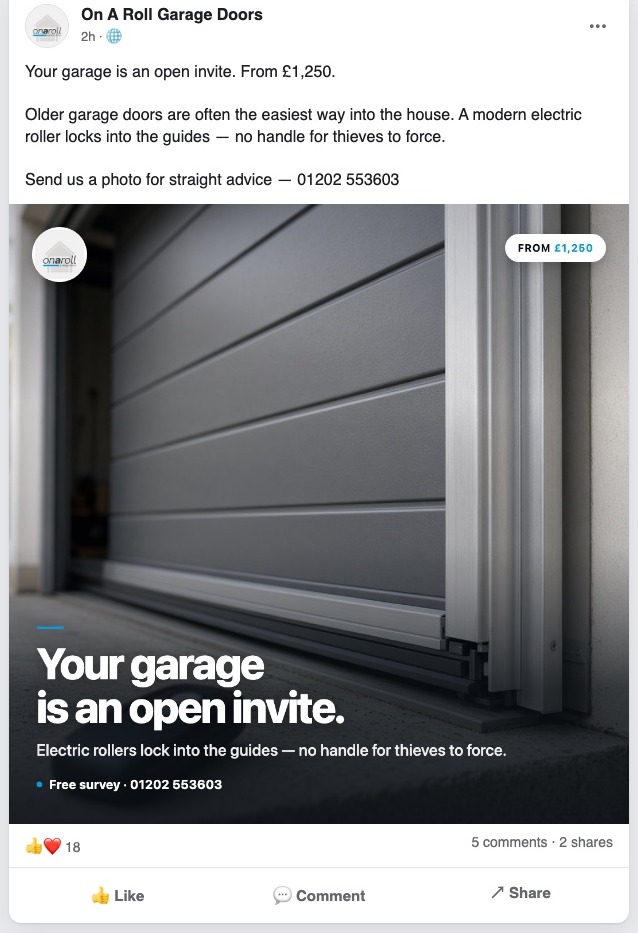 On A Roll Garage Doors
onaroll
2h ·
Your garage is an open invite. From £1,250.
Older garage doors are often the easiest way into the house. A modern electric
roller locks into the guides — no handle for thieves to force.
Send us a photo for straight advice — 01202 553603
onaroll
FROM £1,250
Your garage
is an open invite.
Electric rollers lock into the guides — no handle for thieves to force.
Free survey · 01202 553603
18
5 comments · 2 shares
Like
Comment
Share